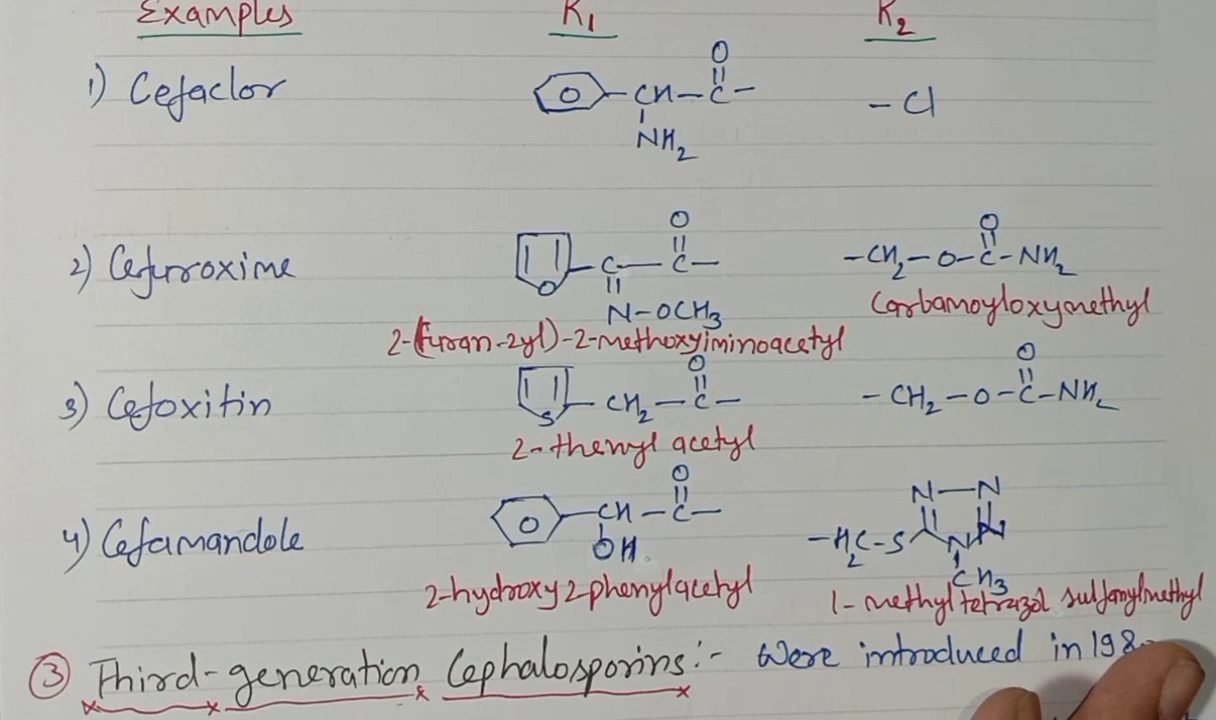 Examples R1 R2
1) Cefaclor CH–C– –Cl
O
NH2
2) Cefuroxime C–C– –CH2–O–C–NH2
O O
N–OCH3 Carbamoyloxymethyl
2-(furan-2yl)-2-methoxyiminoacetyl
3) Cefoxitin CH2–C– –CH2–O–C–NH2
O O
S
2-thenyl acetyl
4) Cefamandole CH–C– –H2C–S
O N–N
OH N
CH3
2-hydroxy 2 phenylacetyl 1-methyl tetrazol sulfanylmethyl
③ Third-generation Cephalosporins:- Were introduced in 198